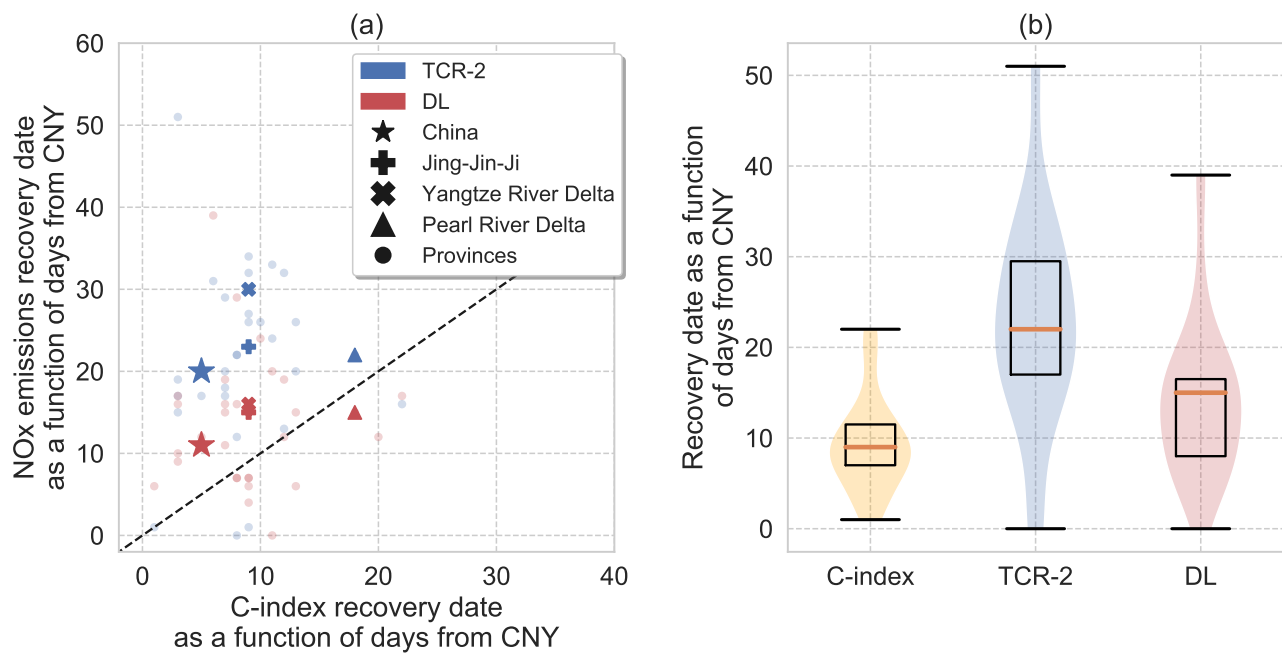 (a)
NOx emissions recovery date
as a function of days from CNY
60
50
40
30
20
10
0
TCR-2
DL
China
Jing-Jin-Ji
Yangtze River Delta
Pearl River Delta
Provinces
0 10 20 30 40
C-index recovery date
as a function of days from CNY
(b)
Recovery date as a function
of days from CNY
50
40
30
20
10
0
C-index TCR-2 DL